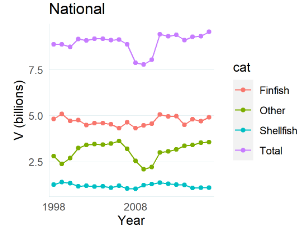 National
V (billions)
7.5
5.0
2.5
1998
2008
Year
cat
Finfish
Other
Shellfish
Total